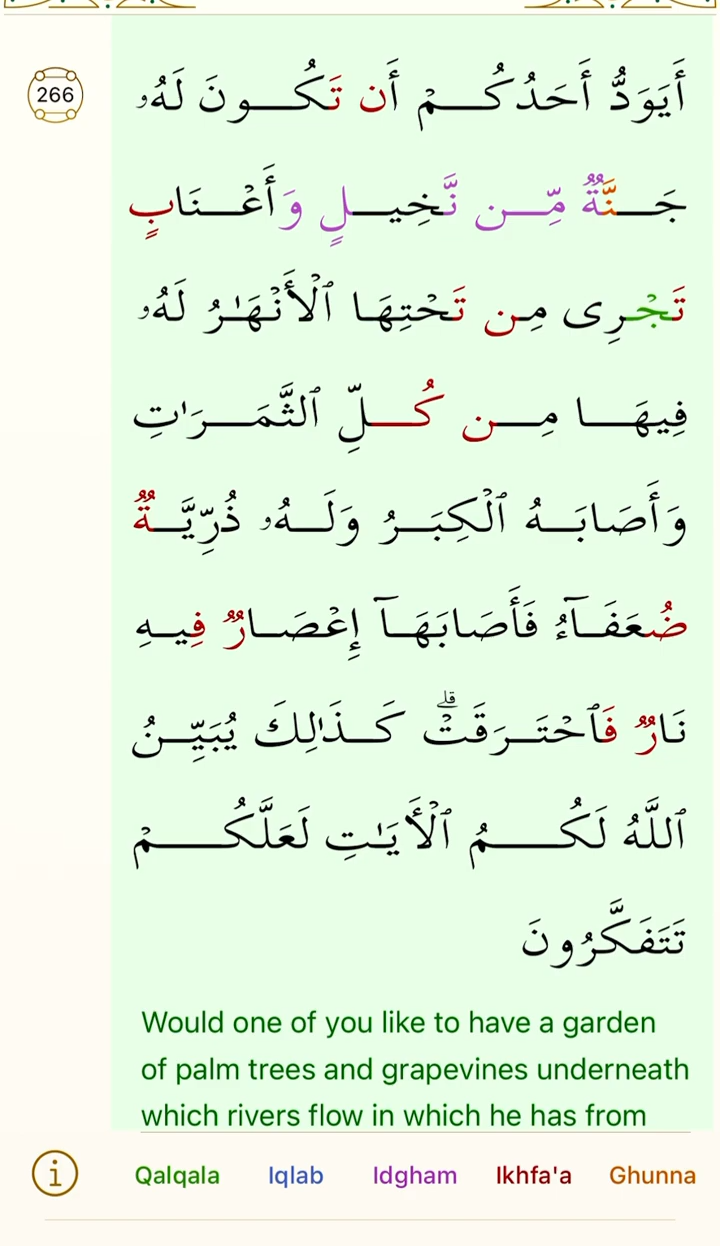 266
أَيَوَدُّ أَحَدُكُمْ أَن تَكُونَ لَهُۥ
جَنَّةٌ مِّن نَّخِيلٍ وَأَعْنَابٍ
تَجْرِى مِن تَحْتِهَا ٱلْأَنْهَـٰرُ لَهُۥ
فِيهَا مِن كُلِّ ٱلثَّمَرَٰتِ
وَأَصَابَهُ ٱلْكِبَرُ وَلَهُۥ ذُرِّيَّةٌ
ضُعَفَآءُ فَأَصَابَهَآ إِعْصَارٌ فِيهِ
نَارٌ فَٱحْتَرَقَتْ ۗ كَذَٰلِكَ يُبَيِّنُ
ٱللَّهُ لَكُمُ ٱلْأَيَـٰتِ لَعَلَّكُمْ
تَتَفَكَّرُونَ
Would one of you like to have a garden
of palm trees and grapevines underneath
which rivers flow in which he has from
Qalqala Iqlab Idgham Ikhfa'a Ghunna